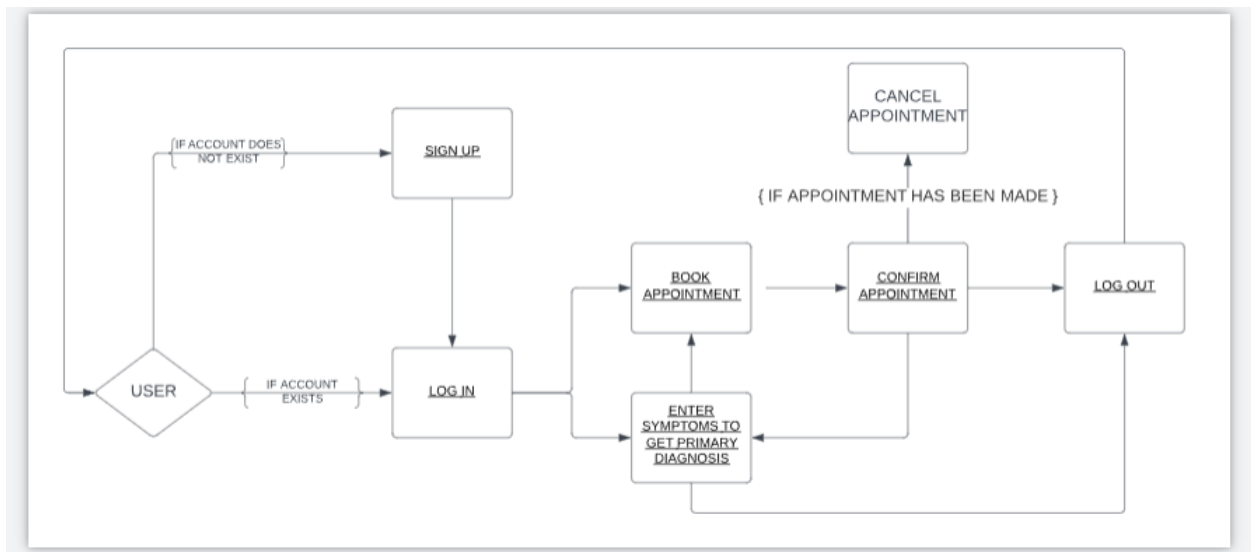 CANCEL
APPOINTMENT
{IF ACCOUNT DOES
NOT EXIST}
SIGN UP
{ IF APPOINTMENT HAS BEEN MADE }
BOOK
APPOINTMENT
CONFIRM
APPOINTMENT
LOG OUT
USER
{ IF ACCOUNT
EXISTS }
LOG IN
ENTER
SYMPTOMS TO
GET PRIMARY
DIAGNOSIS